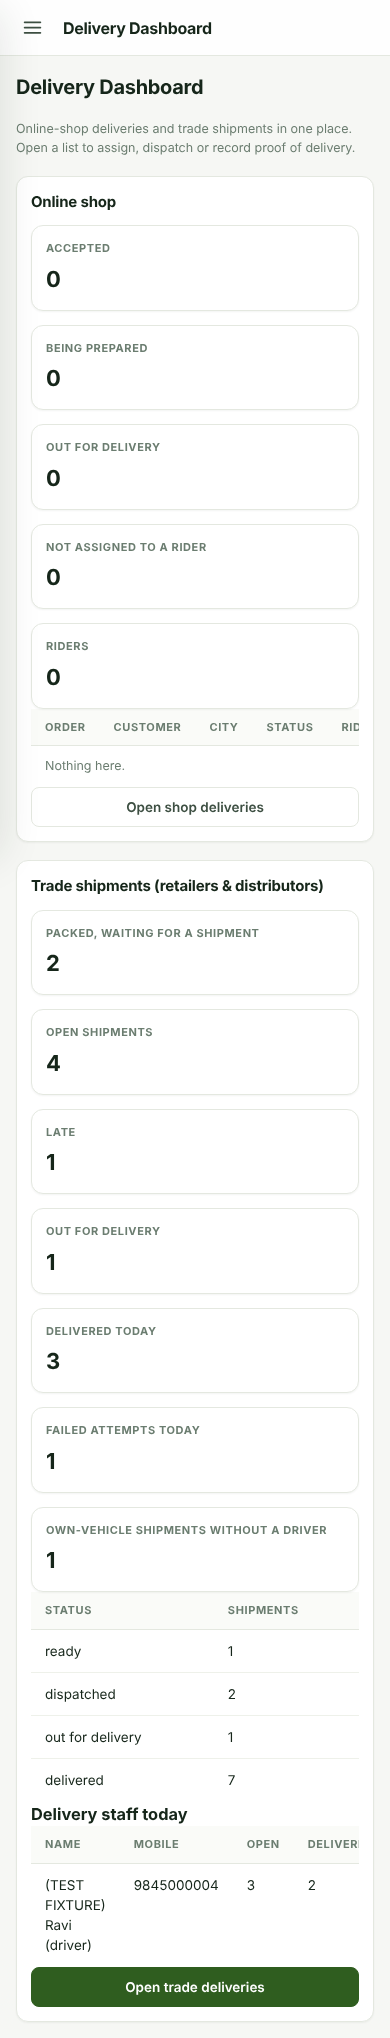 Delivery Dashboard
Delivery Dashboard
Online-shop deliveries and trade shipments in one place.
Open a list to assign, dispatch or record proof of delivery.
Online shop
ACCEPTED
0
BEING PREPARED
0
OUT FOR DELIVERY
0
NOT ASSIGNED TO A RIDER
0
RIDERS
0
ORDER CUSTOMER CITY STATUS
Nothing here.
Open shop deliveries
Trade shipments (retailers & distributors)
PACKED, WAITING FOR A SHIPMENT
2
OPEN SHIPMENTS
4
LATE
1
OUT FOR DELIVERY
1
DELIVERED TODAY
3
FAILED ATTEMPTS TODAY
1
OWN-VEHICLE SHIPMENTS WITHOUT A DRIVER
1
STATUS SHIPMENTS
ready 1
dispatched 2
out for delivery 1
delivered 7
Delivery staff today
NAME MOBILE OPEN
(TEST 9845000004 3 2
FIXTURE)
Ravi
(driver)
Open trade deliveries